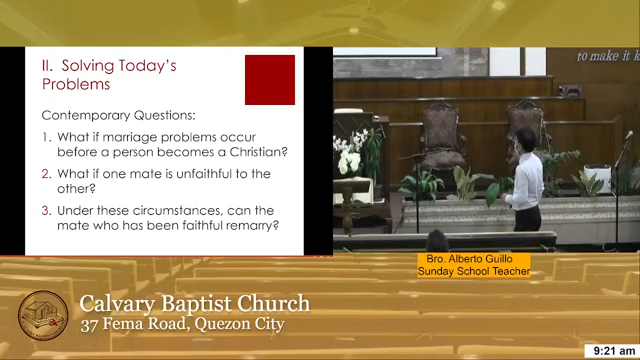 II. Solving Today's
Problems
Contemporary Questions:
1. What if marriage problems occur
before a person becomes a Christian?
2. What if one mate is unfaithful to the
other?
3. Under these circumstances, can the
mate who has been faithful remarry?
to make it k
Bro. Alberto Guillo
Sunday School Teacher
Calvary Baptist Church
37 Fema Road, Quezon City
9:21 am